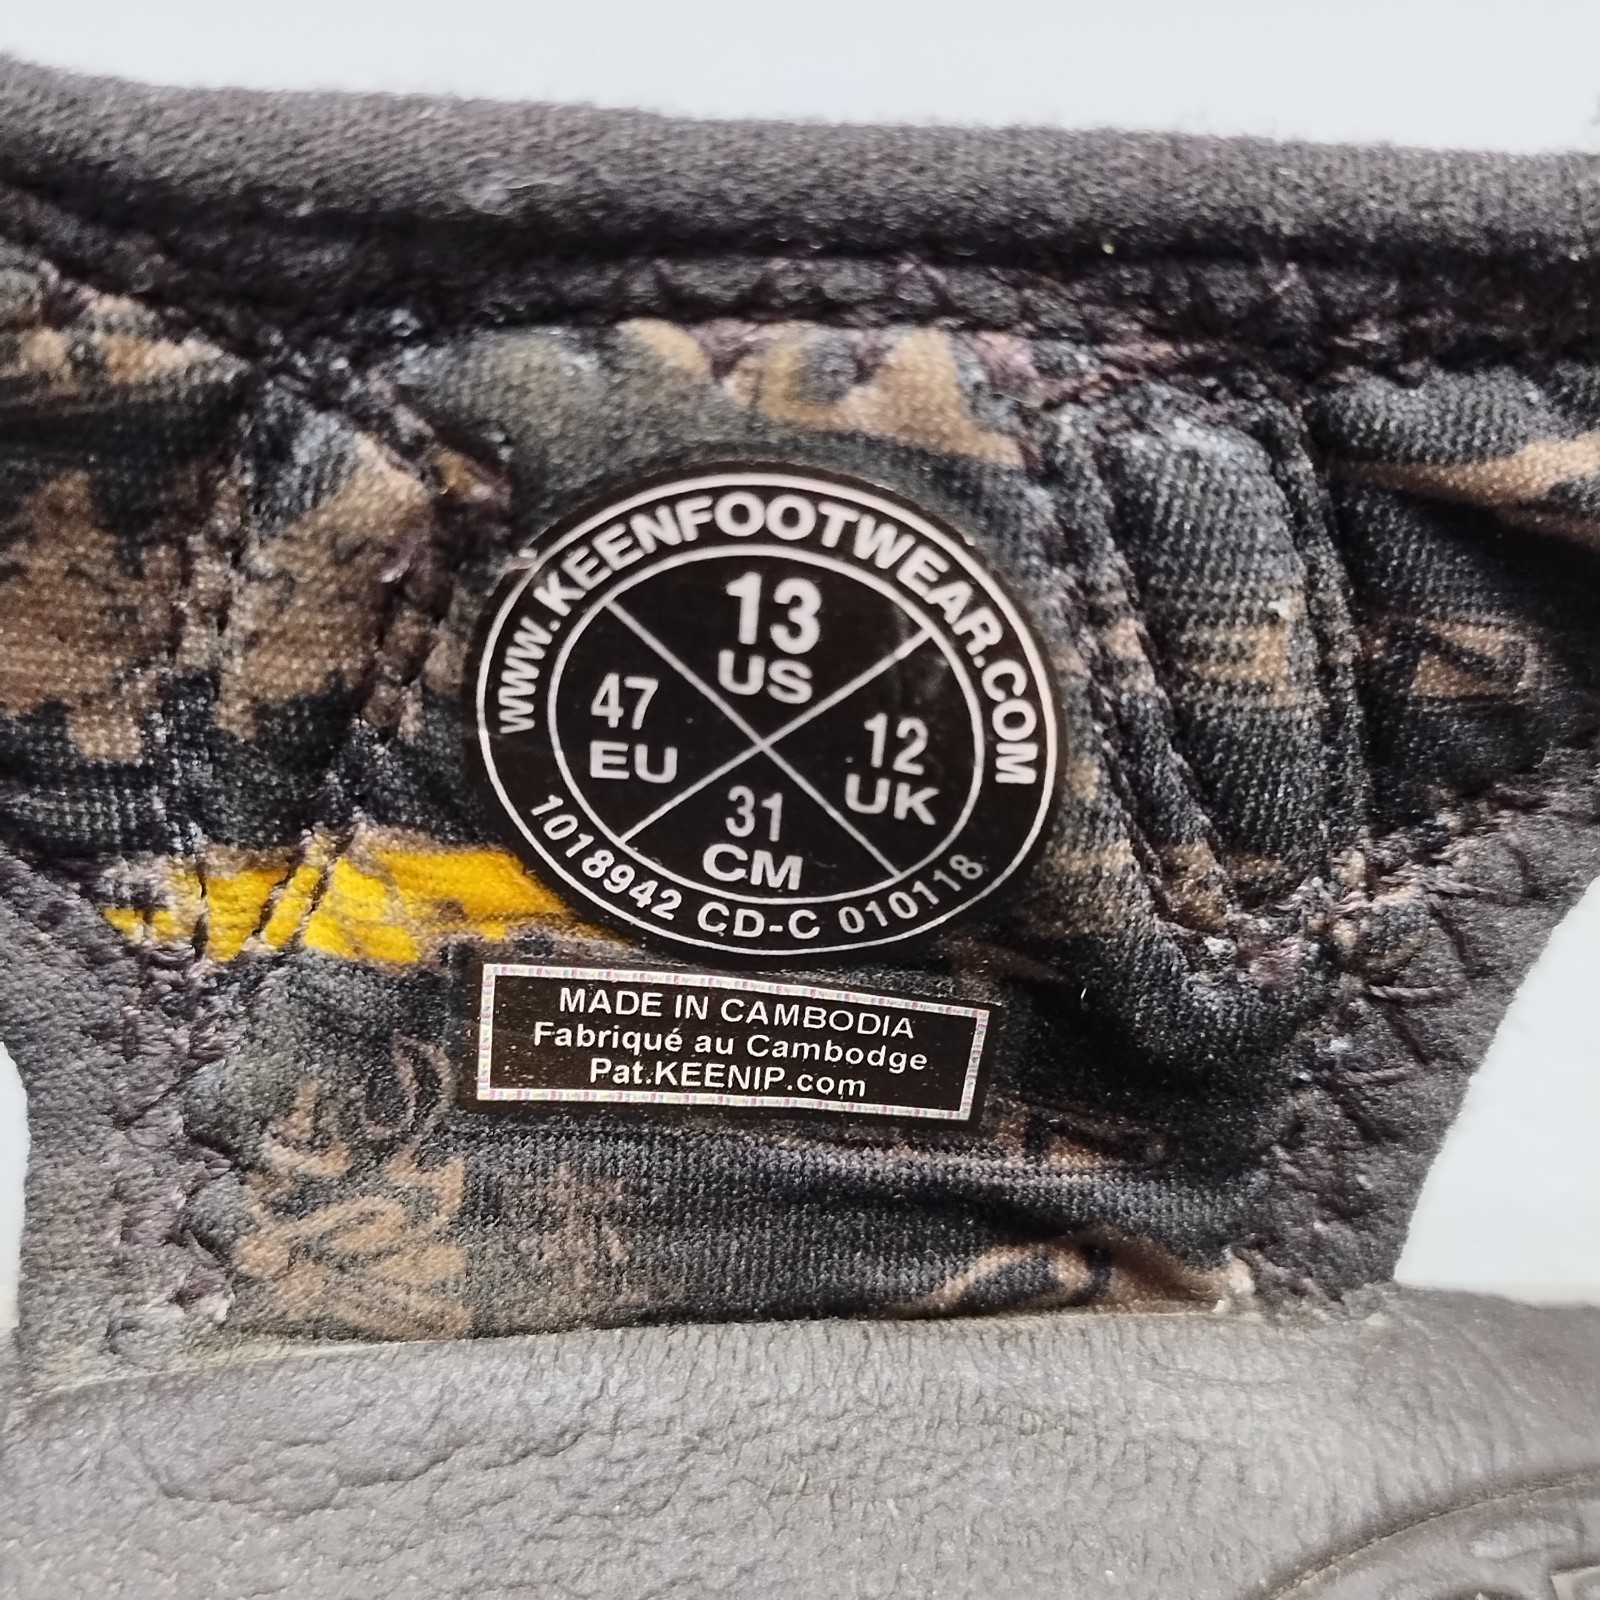 WWW.KEENFOOTWEAR.COM
13
US
47
EU
12
UK
31
CM
1018942 CD-C 010118
MADE IN CAMBODIA
Fabriqué au Cambodge
Pat.KEENIP.com